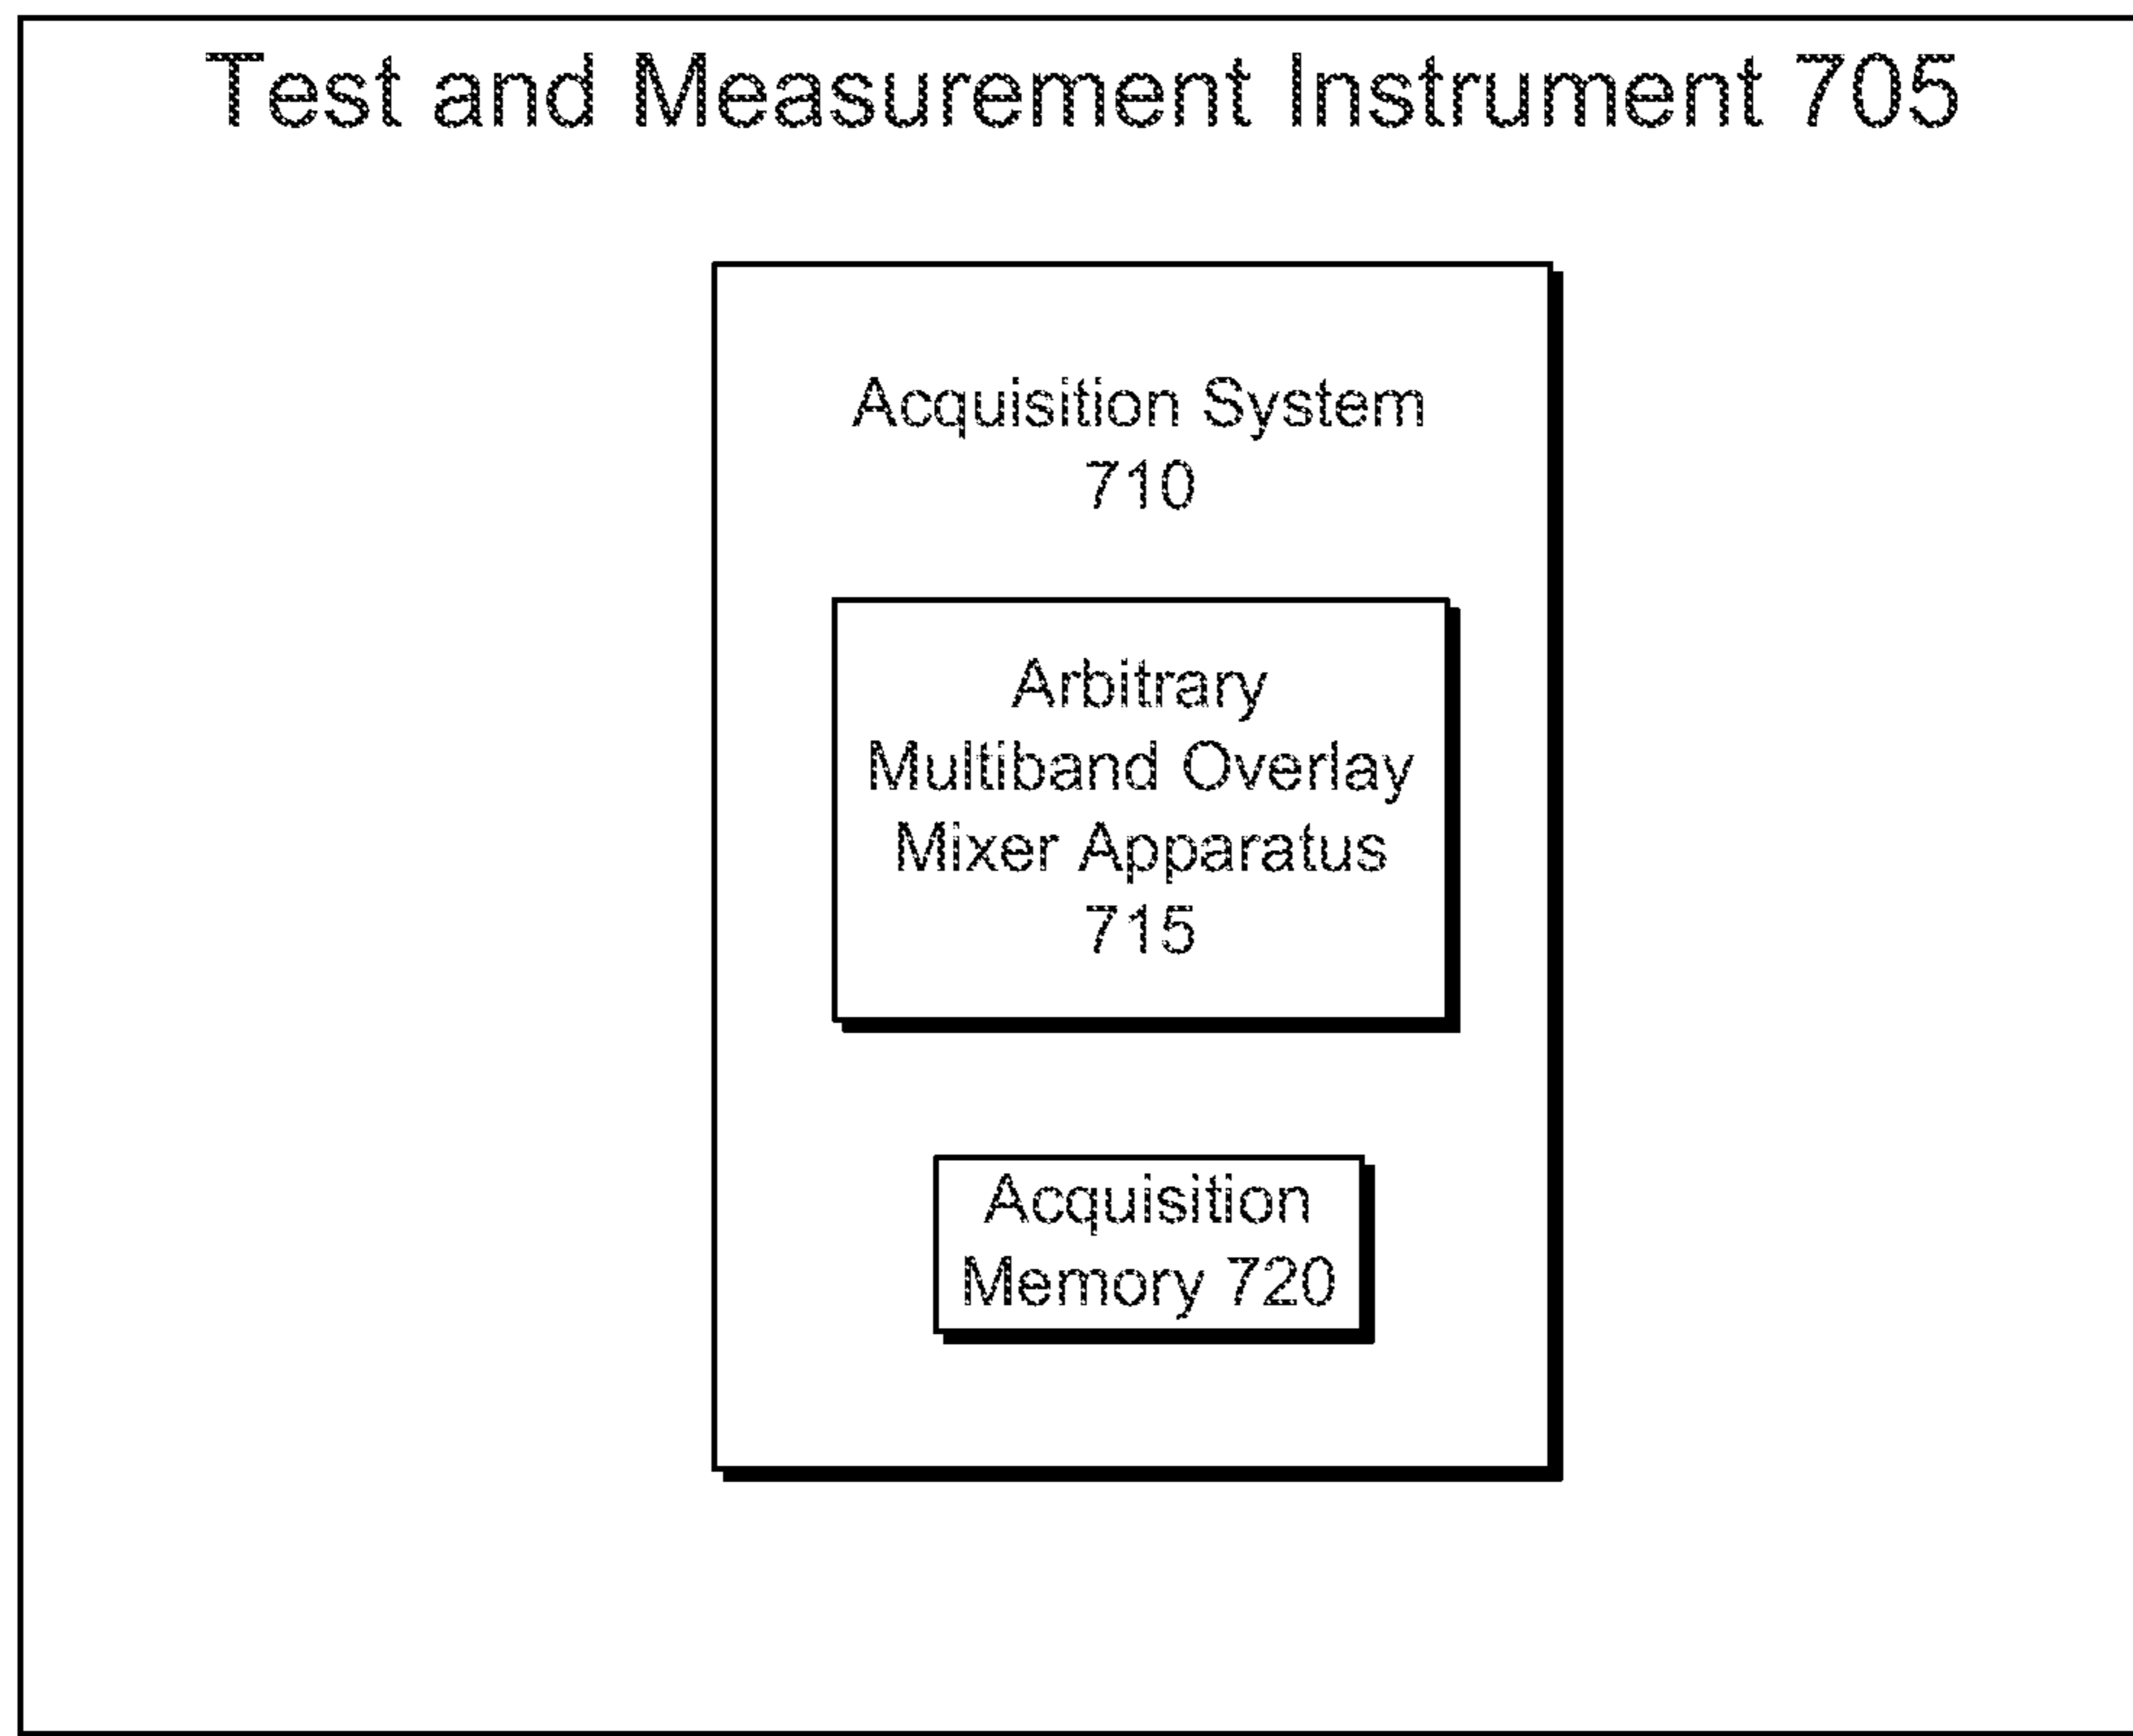 Test and Measurement Instrument 705
Acquisition System
710
Arbitrary
Multiband Overlay
Mixer Apparatus
715
Acquisition
Memory 720